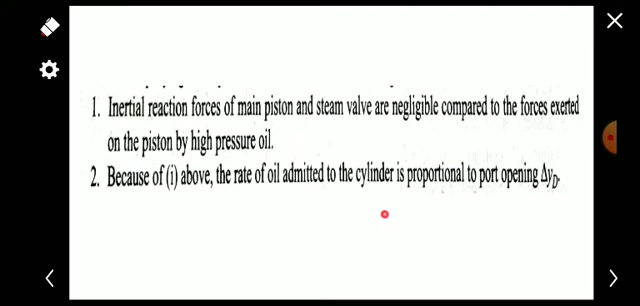 1. Inertial reaction forces of main piston and steam valve are negligible compared to the forces exerted
on the piston by high pressure oil.
2. Because of (i) above, the rate of oil admitted to the cylinder is proportional to port opening Δy_D.